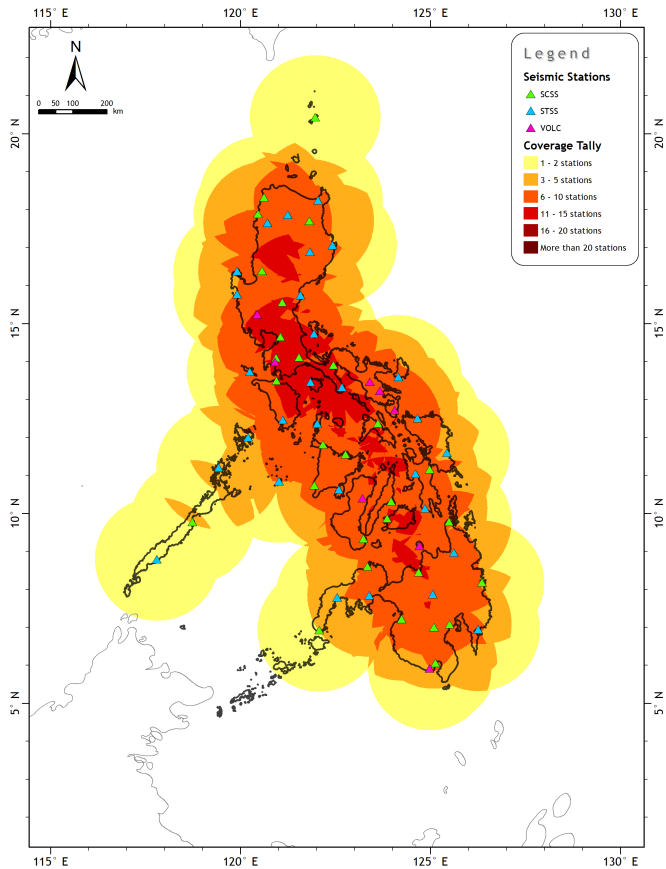 115° E 120° E 125° E 130° E
N
0 50 100 200
km
Legend
Seismic Stations
SCSS
STSS
VOLC
Coverage Tally
1 - 2 stations
3 - 5 stations
6 - 10 stations
11 - 15 stations
16 - 20 stations
More than 20 stations
20° N
20° N
15° N
15° N
10° N
10° N
5° N
5° N
115° E 120° E 125° E 130° E